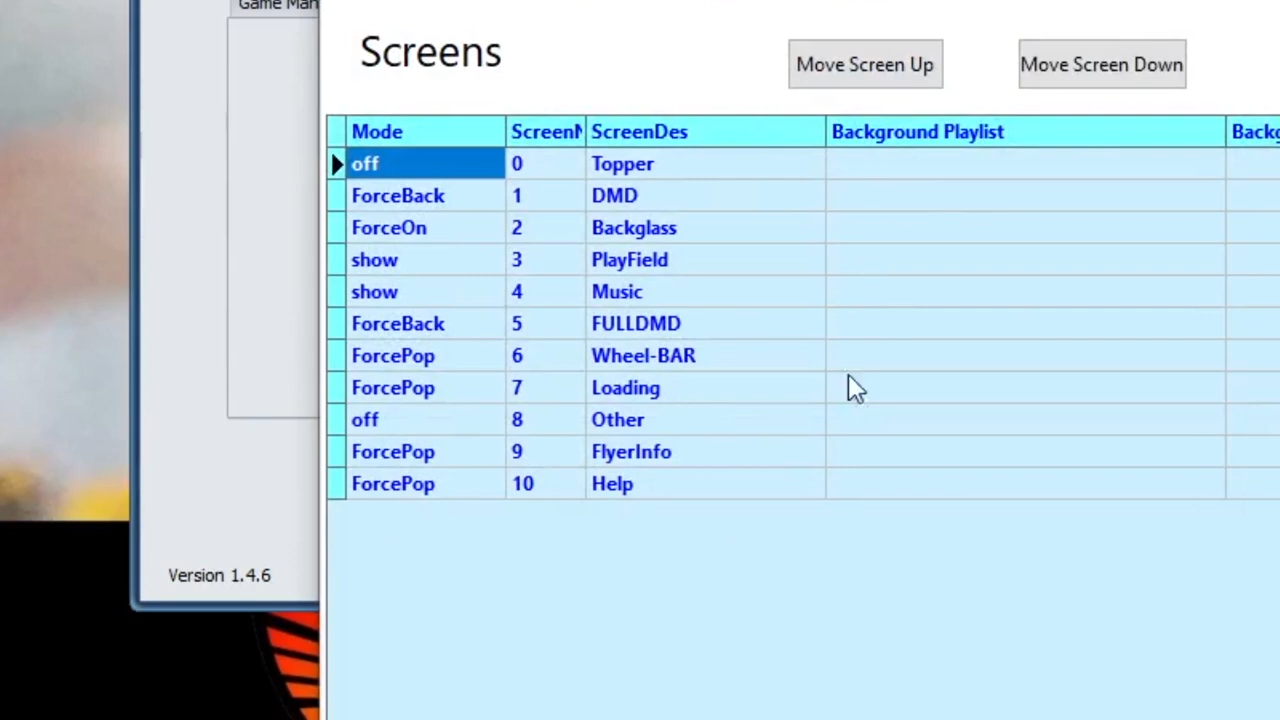 Game Man
Screens
Move Screen Up
Move Screen Down
Mode ScreenN ScreenDes Background Playlist Backg
off 0 Topper
ForceBack 1 DMD
ForceOn 2 Backglass
show 3 PlayField
show 4 Music
ForceBack 5 FULLDMD
ForcePop 6 Wheel-BAR
ForcePop 7 Loading
off 8 Other
ForcePop 9 FlyerInfo
ForcePop 10 Help
Version 1.4.6